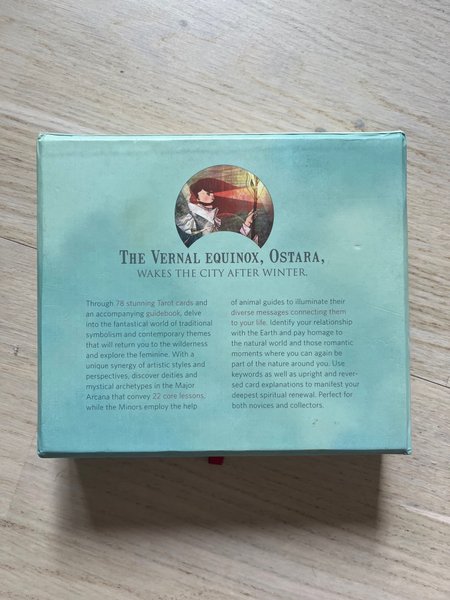 THE VERNAL EQUINOX, OSTARA,
WAKES THE CITY AFTER WINTER.
Through 78 stunning Tarot cards and
an accompanying guidebook, delve
into the fantastical world of traditional
symbolism and contemporary themes
that will return you to the wilderness
and explore the feminine. With a
unique synergy of artistic styles and
perspectives, discover deities and
mystical archetypes in the Major
Arcana that convey 22 core lessons,
while the Minors employ the help
of animal guides to illuminate their
diverse messages connecting them
to your life. Identify your relationship
with the Earth and pay homage to
the natural world and those romantic
moments where you can again be
part of the nature around you. Use
keywords as well as upright and rever-
sed card explanations to manifest your
deepest spiritual renewal. Perfect for
both novices and collectors.